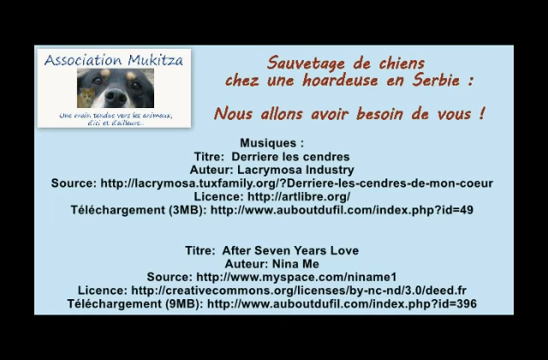 Association Mukitza
Une main tendue vers les animaux,
d'ici et d'ailleurs...
Sauvetage de chiens
chez une hoardeuse en Serbie :
Nous allons avoir besoin de vous !
Musiques :
Titre: Derriere les cendres
Auteur: Lacrymosa Industry
Source: http://lacrymosa.tuxfamily.org/?Derriere-les-cendres-de-mon-coeur
Licence: http://artlibre.org/
Téléchargement (3MB): http://www.auboutdufil.com/index.php?id=49
Titre: After Seven Years Love
Auteur: Nina Me
Source: http://www.myspace.com/niname1
Licence: http://creativecommons.org/licenses/by-nc-nd/3.0/deed.fr
Téléchargement (9MB): http://www.auboutdufil.com/index.php?id=396